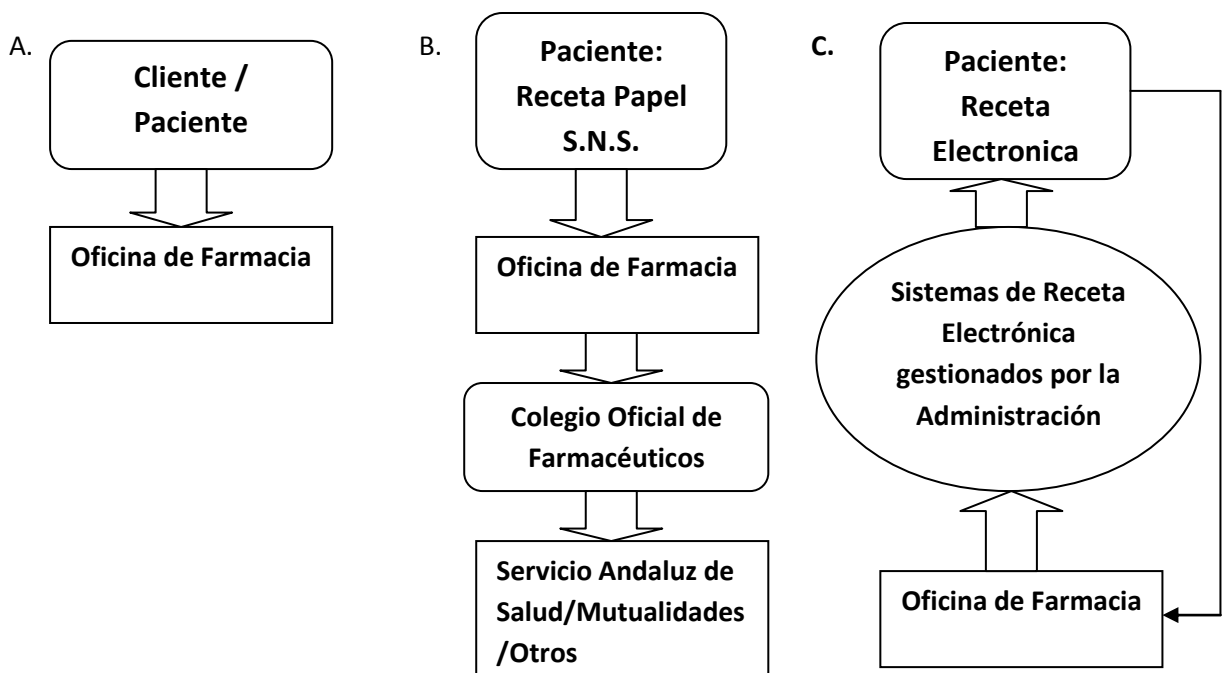 A.
Cliente /
Paciente
Oficina de Farmacia
B.
Paciente:
Receta Papel
S.N.S.
Oficina de Farmacia
Colegio Oficial de
Farmacéuticos
Servicio Andaluz de
Salud/Mutualidades
/Otros
C.
Paciente:
Receta
Electronica
Sistemas de Receta
Electrónica
gestionados por la
Administración
Oficina de Farmacia